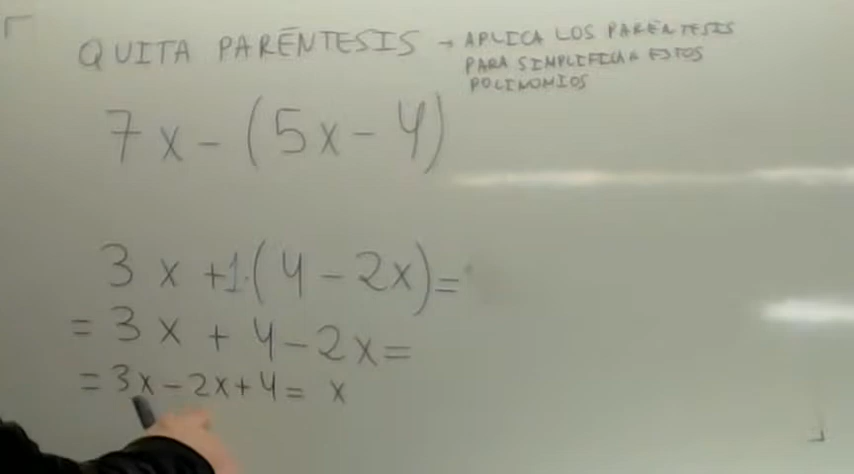 QUITA PARÉNTESIS → APLICA LOS PARÉNTESIS
PARA SIMPLIFICAR ESTOS
POLINOMIOS
7x - (5x - 4)
3x + 1·(4 - 2x) =
= 3x + 4 - 2x =
= 3x - 2x + 4 = x